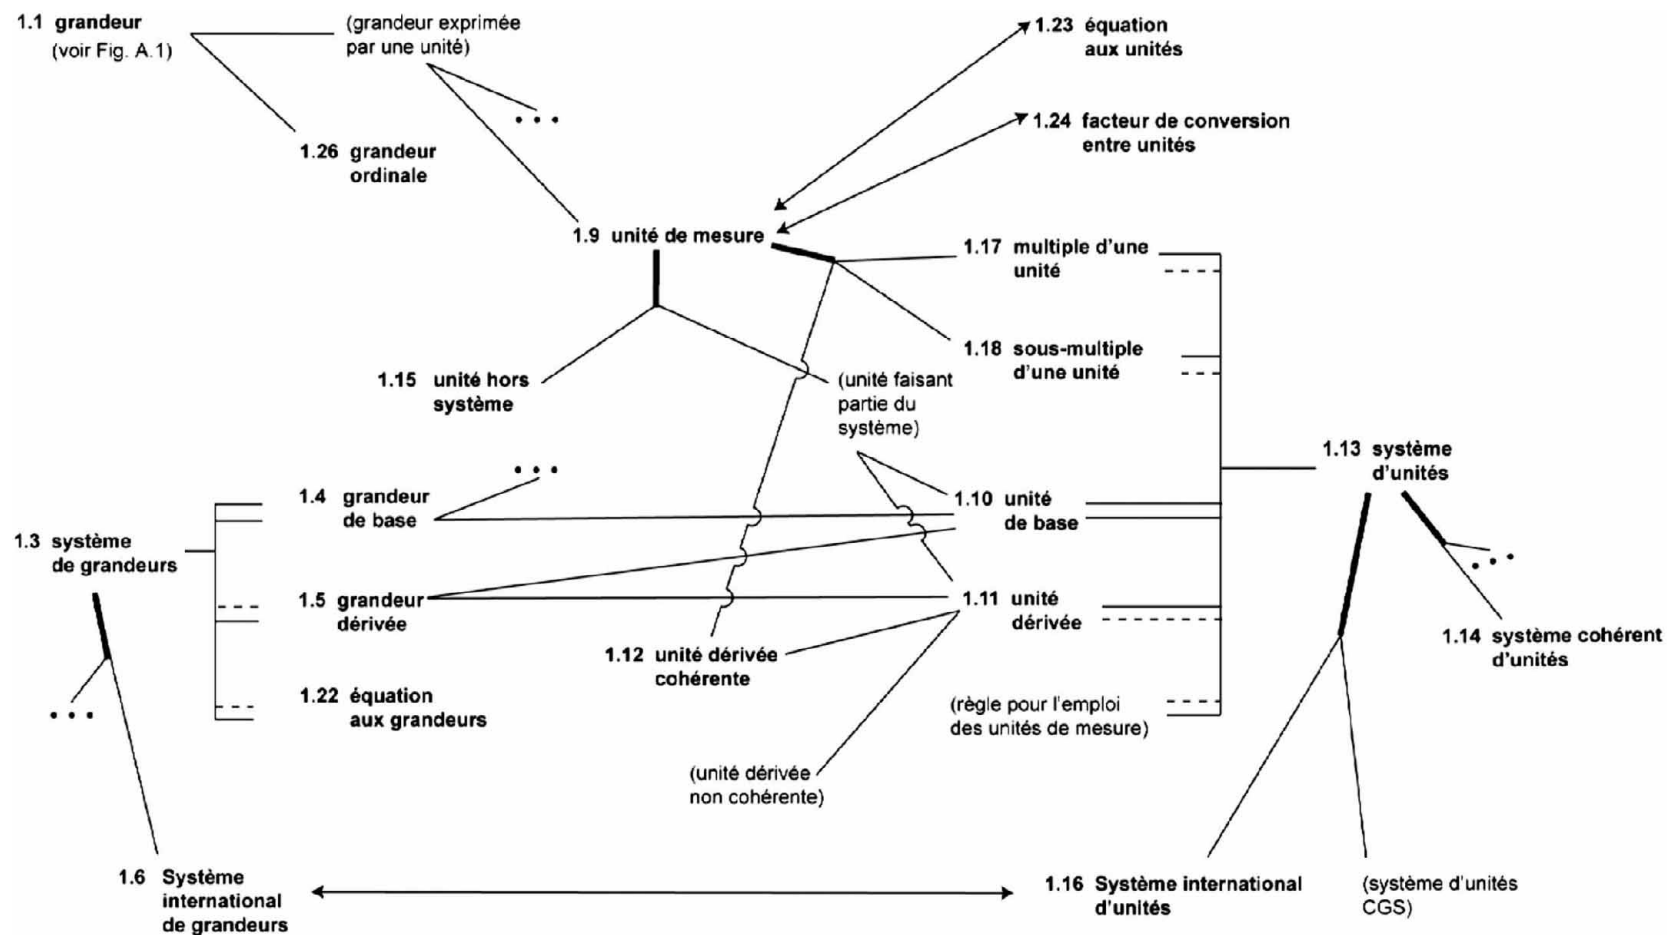 1.1 grandeur
(voir Fig. A.1)
(grandeur exprimée
par une unité)
1.23 équation
aux unités
• • •
1.24 facteur de conversion
entre unités
1.26 grandeur
ordinale
1.9 unité de mesure
1.17 multiple d'une
unité
1.18 sous-multiple
d'une unité
1.15 unité hors
système
(unité faisant
partie du
système)
1.13 système
d'unités
• • •
1.4 grandeur
de base
1.10 unité
de base
1.3 système
de grandeurs
• • •
1.5 grandeur
dérivée
1.11 unité
dérivée
1.14 système cohérent
d'unités
1.12 unité dérivée
cohérente
1.22 équation
aux grandeurs
• • •
(règle pour l'emploi
des unités de mesure)
(unité dérivée
non cohérente)
1.6 Système
international
de grandeurs
1.16 Système international
d'unités
(système d'unités
CGS)